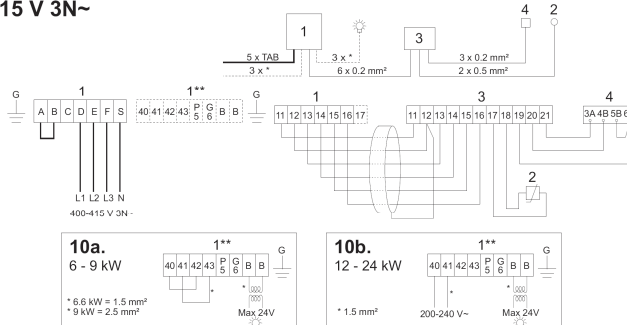 15 V 3N~
1
3
4
2
5 x TAB
3 x *
3 x *
6 x 0.2 mm²
3 x 0.2 mm²
2 x 0.5 mm²
G
1
A B C D E F S
1**
40 41 42 43 P5 G6 B B
G
1
11 12 13 14 15 16 17
3
11 12 13 14 15 16 17 18 19 20 21
4
3A 4B 5B
2
L1 L2 L3 N
400-415 V 3N~
10a.
6 - 9 kW
1**
40 41 42 43 P5 G6 B B
G
*
*
* 6.6 kW = 1.5 mm²
* 9 kW = 2.5 mm²
Max 24V
10b.
12 - 24 kW
1**
40 41 42 43 P5 G6 B B
G
*
*
* 1.5 mm²
200-240 V~
Max 24V